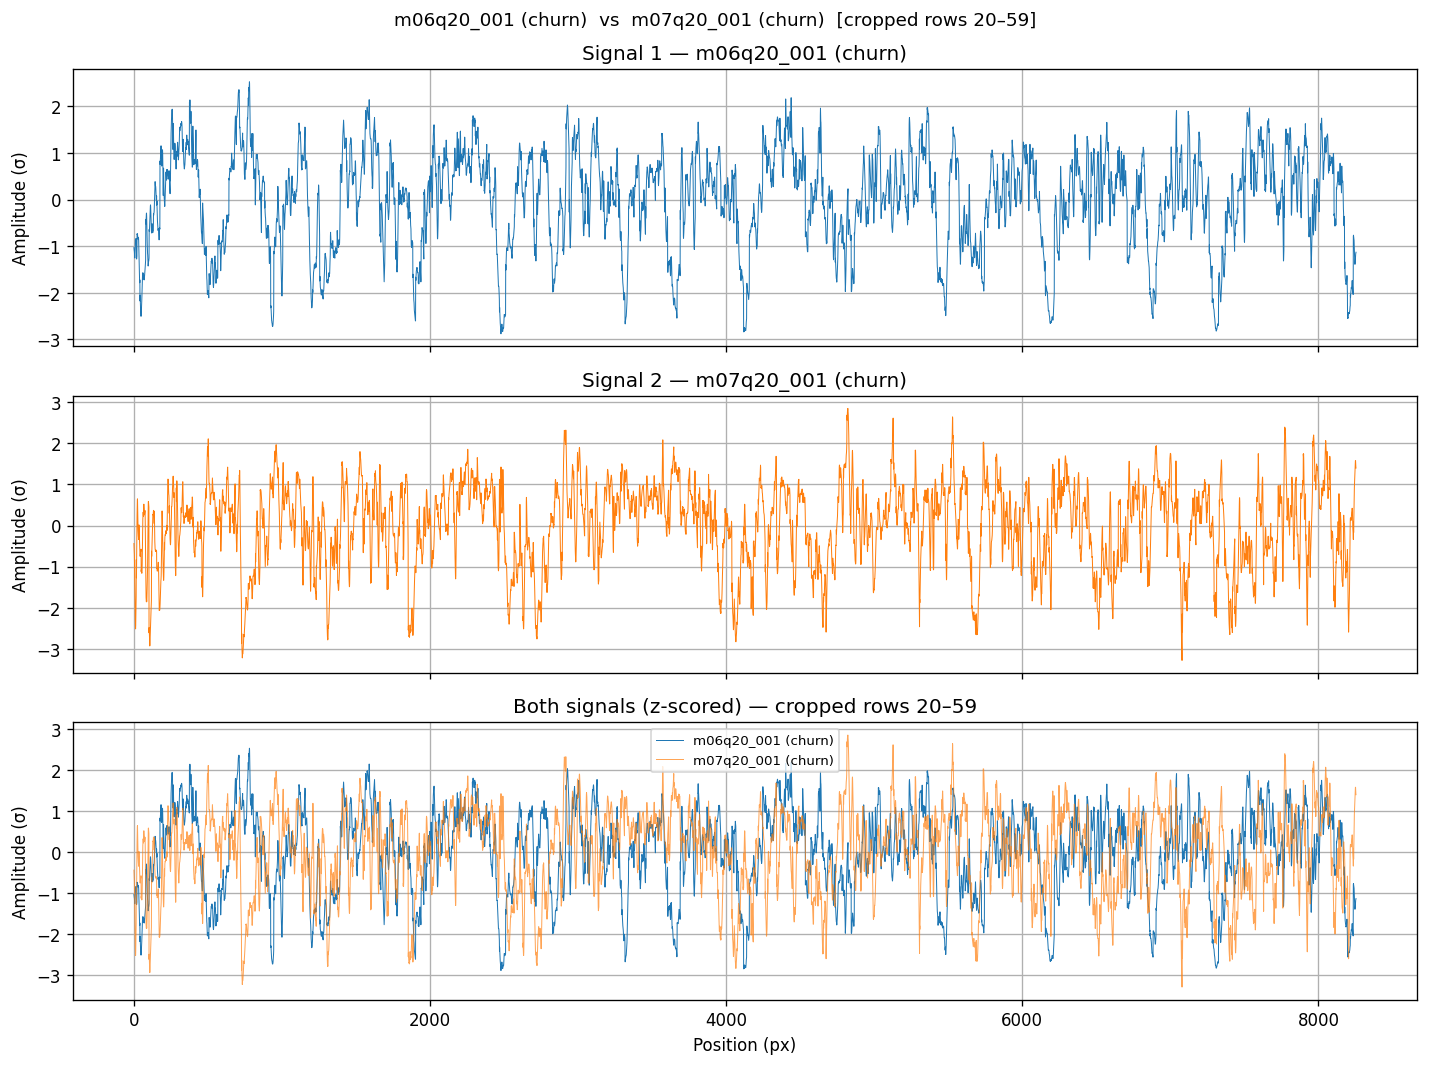 m06q20_001 (churn)  vs  m07q20_001 (churn)  [cropped rows 20–59]
Signal 1 — m06q20_001 (churn)
2
1
0
−1
−2
−3
Amplitude (σ)
Signal 2 — m07q20_001 (churn)
3
2
1
0
−1
−2
−3
Amplitude (σ)
Both signals (z-scored) — cropped rows 20–59
m06q20_001 (churn)
m07q20_001 (churn)
3
2
1
0
−1
−2
−3
Amplitude (σ)
0 2000 4000 6000 8000
Position (px)